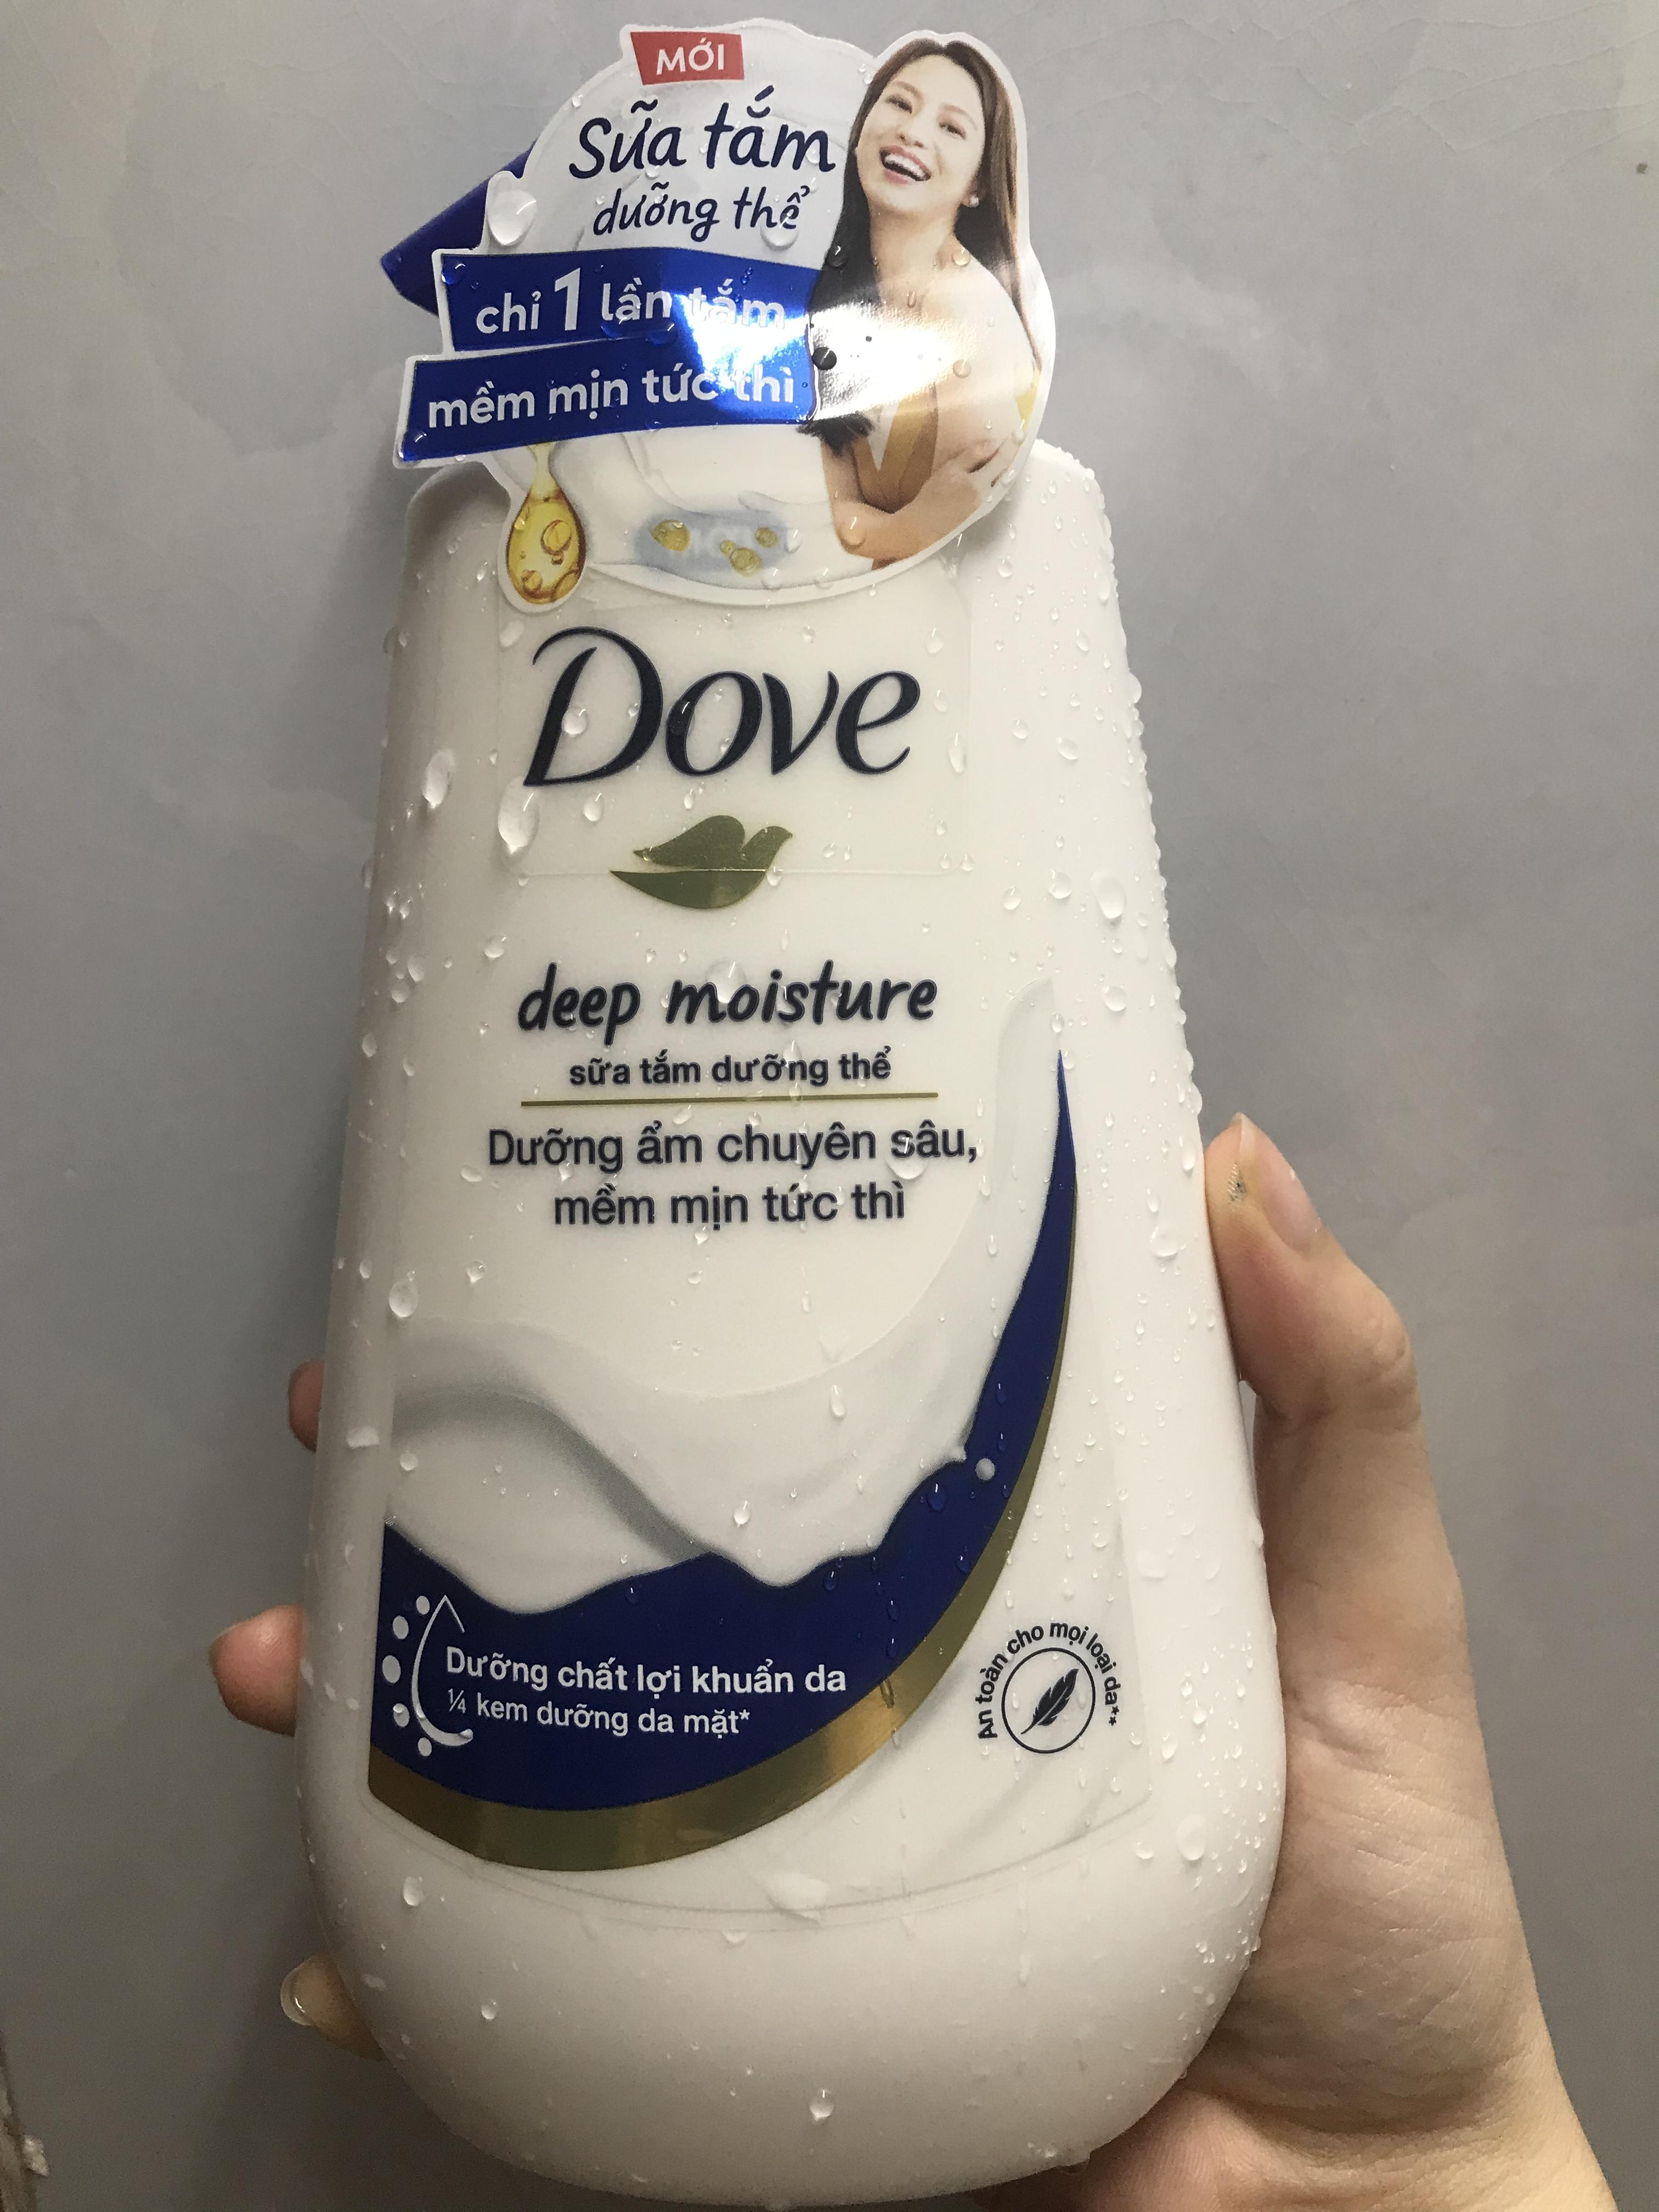 MỚI
Sữa tắm
dưỡng thể
chỉ 1 lần tắm
mềm mịn tức thì
Dove
deep moisture
sữa tắm dưỡng thể
Dưỡng ẩm chuyên sâu,
mềm mịn tức thì
Dưỡng chất lợi khuẩn da
¼ kem dưỡng da mặt*
An toàn cho mọi loại da**